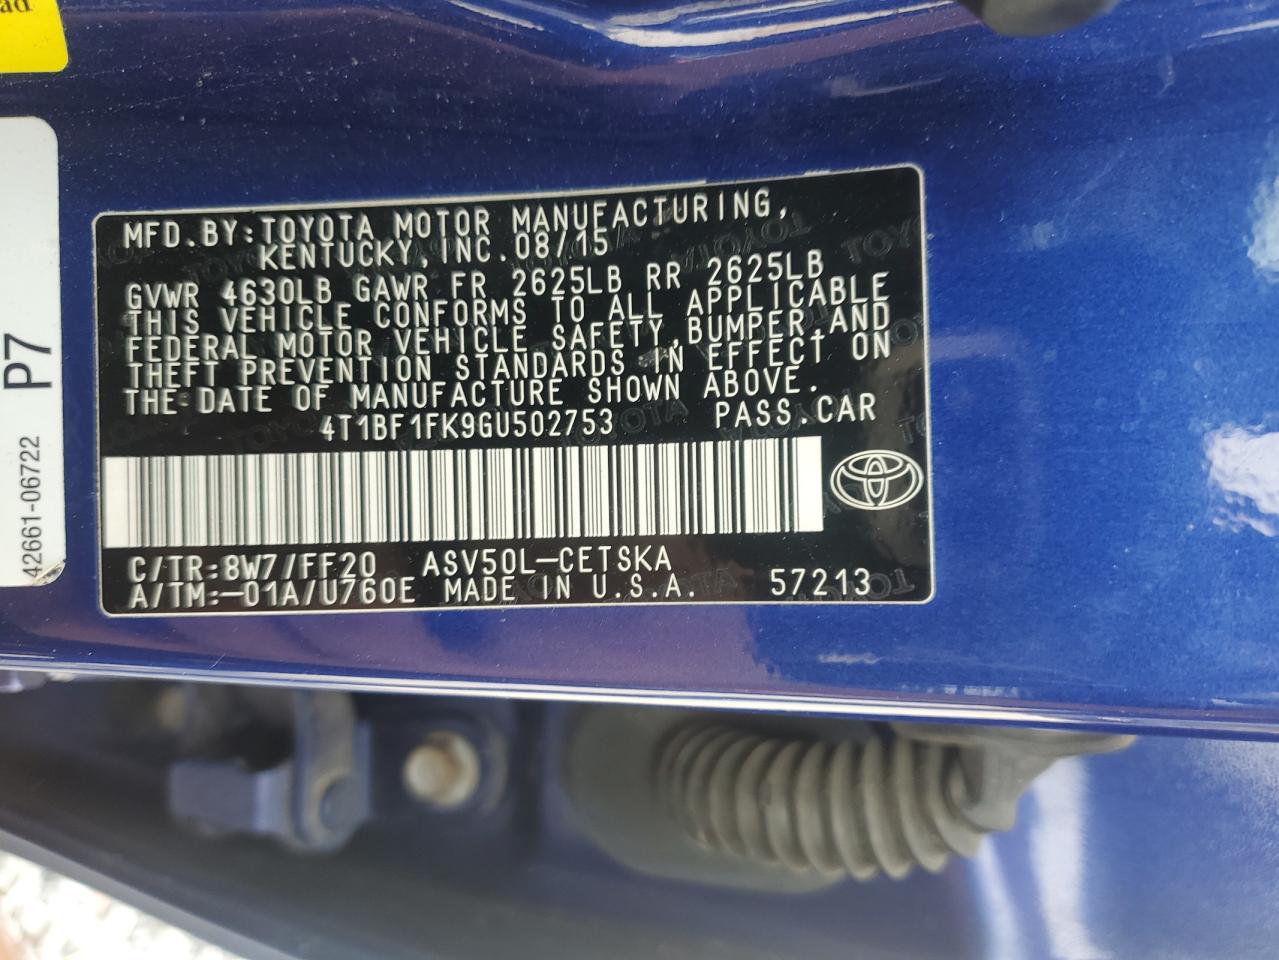 ad
P7
42661-06722
MFD.BY:TOYOTA MOTOR MANUFACTURING,
KENTUCKY,INC.08/15
GVWR 4630LB GAWR FR 2625LB RR 2625LB
THIS VEHICLE CONFORMS TO ALL APPLICABLE
FEDERAL MOTOR VEHICLE SAFETY,BUMPER,AND
THEFT PREVENTION STANDARDS IN EFFECT ON
THE DATE OF MANUFACTURE SHOWN ABOVE.
4T1BF1FK9GU502753 PASS.CAR
C/TR:8W7/FF20 ASV50L-CETSKA
A/TM:-01A/U760E MADE IN U.S.A. 57213